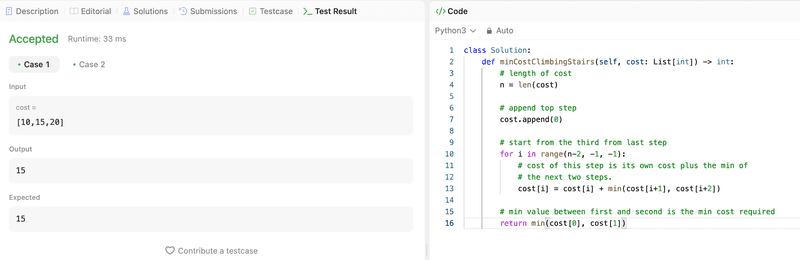 Description | Editorial | Solutions | Submissions | Testcase | Test Result
Accepted Runtime: 33 ms
• Case 1 • Case 2
Input
cost =
[10,15,20]
Output
15
Expected
15
Contribute a testcase
Code
Python3 Auto
1 class Solution:
2     def minCostClimbingStairs(self, cost: List[int]) -> int:
3         # length of cost
4         n = len(cost)
5
6         # append top step
7         cost.append(0)
8
9         # start from the third from last step
10         for i in range(n-2, -1, -1):
11             # cost of this step is its own cost plus the min of
12             # the next two steps.
13             cost[i] = cost[i] + min(cost[i+1], cost[i+2])
14
15         # min value between first and second is the min cost required
16         return min(cost[0], cost[1])